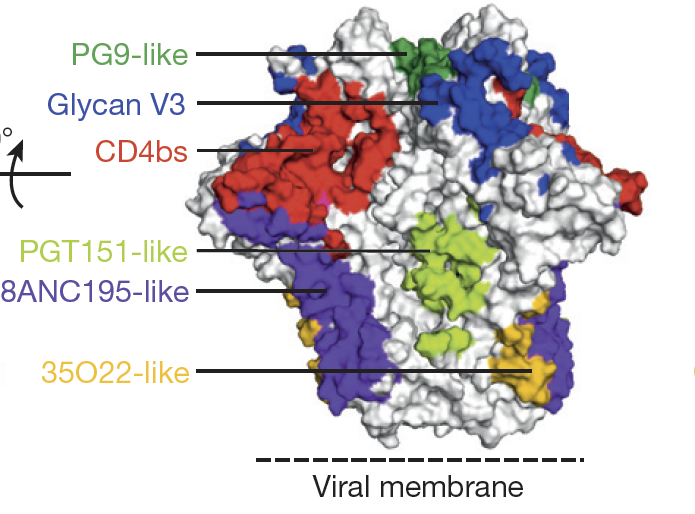 PG9-like
Glycan V3
°
CD4bs
PGT151-like
8ANC195-like
35O22-like
Viral membrane